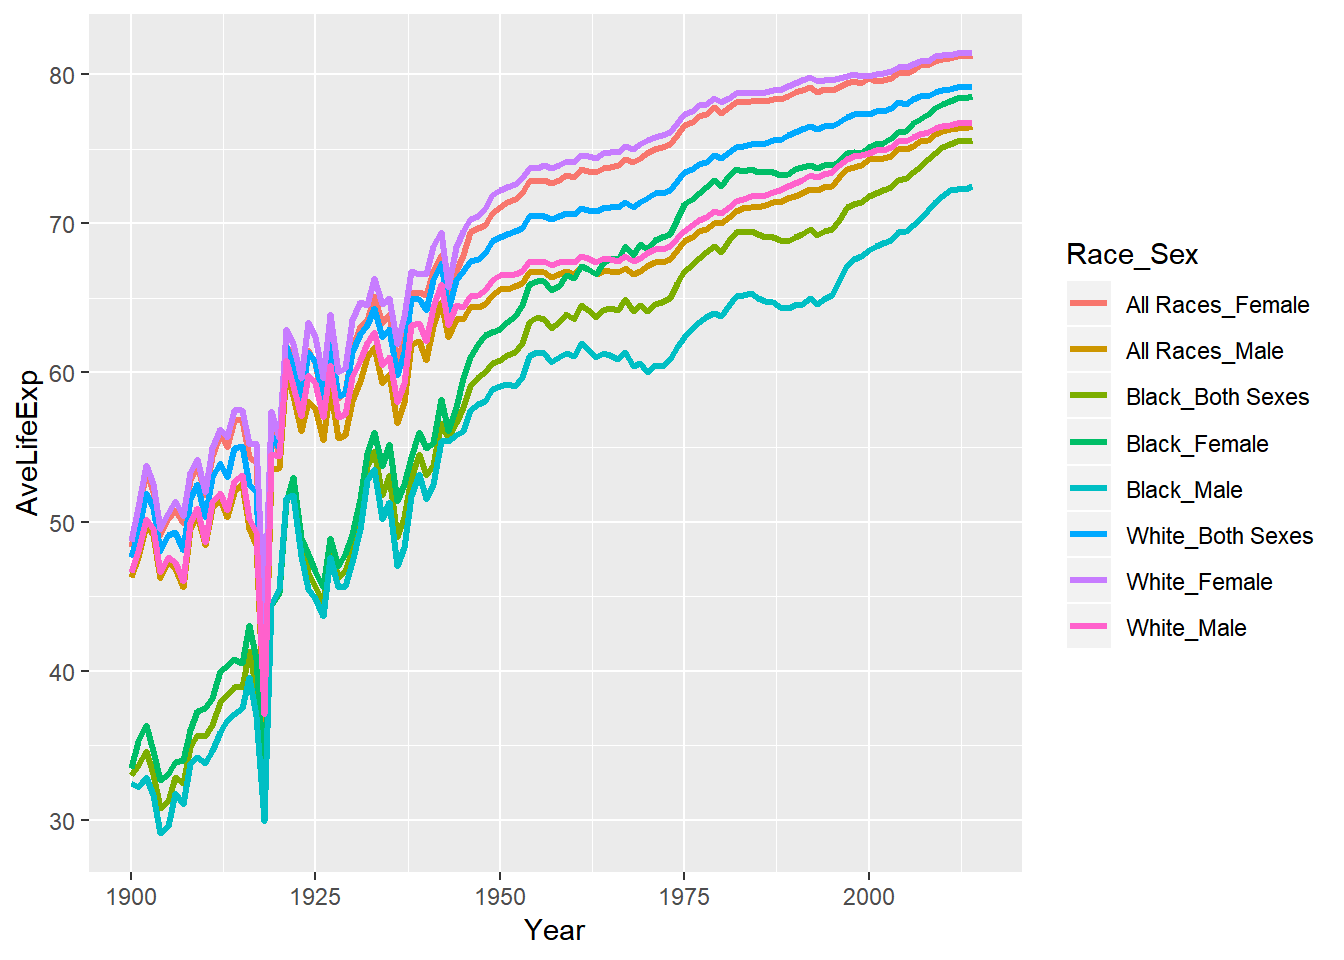 80
70
60
50
40
30
AveLifeExp
1900 1925 1950 1975 2000
Year
Race_Sex
All Races_Female
All Races_Male
Black_Both Sexes
Black_Female
Black_Male
White_Both Sexes
White_Female
White_Male